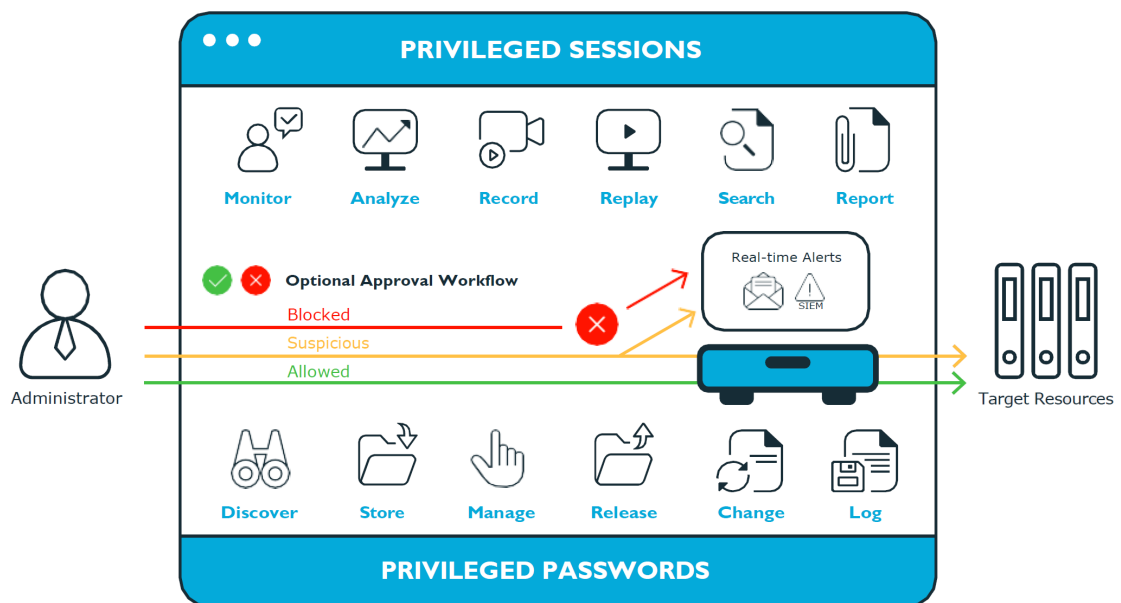 PRIVILEGED SESSIONS
Monitor
Analyze
Record
Replay
Search
Report
Real-time Alerts
SIEM
Optional Approval Workflow
Blocked
Suspicious
Allowed
Administrator
Target Resources
Discover
Store
Manage
Release
Change
Log
PRIVILEGED PASSWORDS